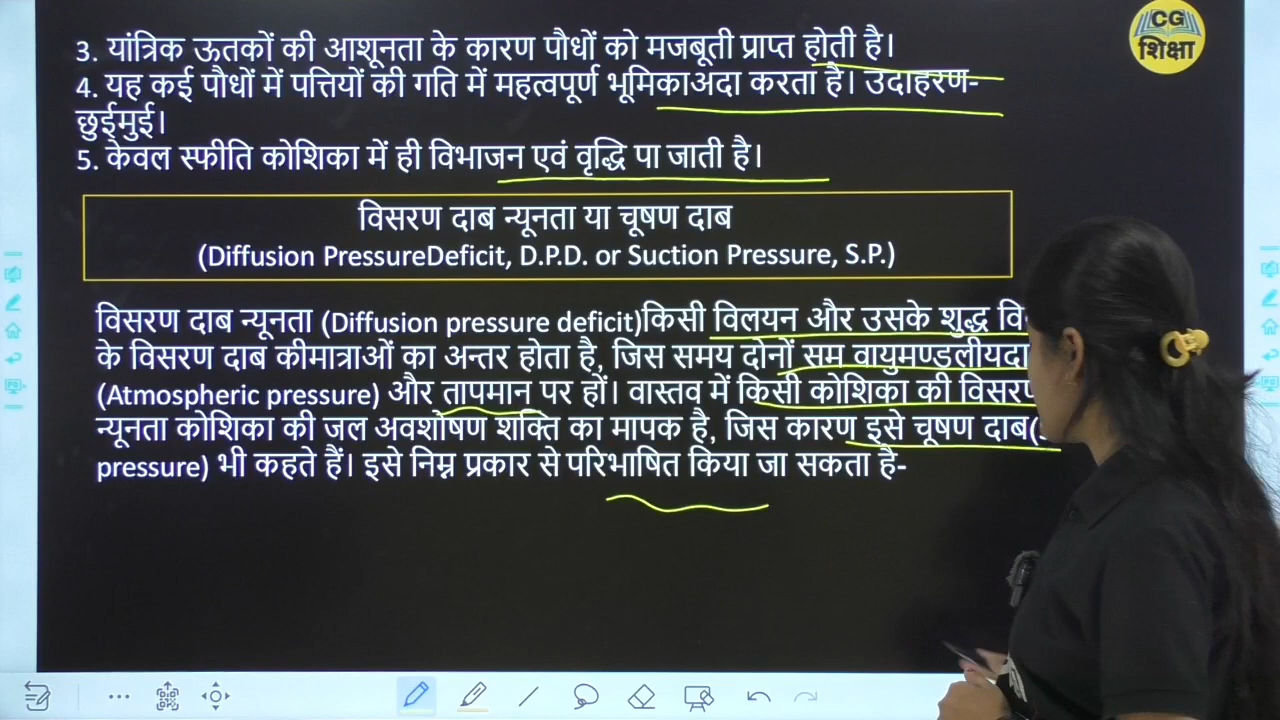 CG
शिक्षा
3. यांत्रिक ऊतकों की आशूनता के कारण पौधों को मजबूती प्राप्त होती है।
4. यह कई पौधों में पत्तियों की गति में महत्वपूर्ण भूमिकाअदा करता है। उदाहरण-
छुईमुई।
5. केवल स्फीति कोशिका में ही विभाजन एवं वृद्धि पा जाती है।
विसरण दाब न्यूनता या चूषण दाब
(Diffusion PressureDeficit, D.P.D. or Suction Pressure, S.P.)
विसरण दाब न्यूनता (Diffusion pressure deficit)किसी विलयन और उसके शुद्ध
के विसरण दाब कीमात्राओं का अन्तर होता है, जिस समय दोनों सम वायुमण्डलीयदा
(Atmospheric pressure) और तापमान पर हों। वास्तव में किसी कोशिका की विसरण
न्यूनता कोशिका की जल अवशोषण शक्ति का मापक है, जिस कारण इसे चूषण दाब(
pressure) भी कहते हैं। इसे निम्न प्रकार से परिभाषित किया जा सकता है-